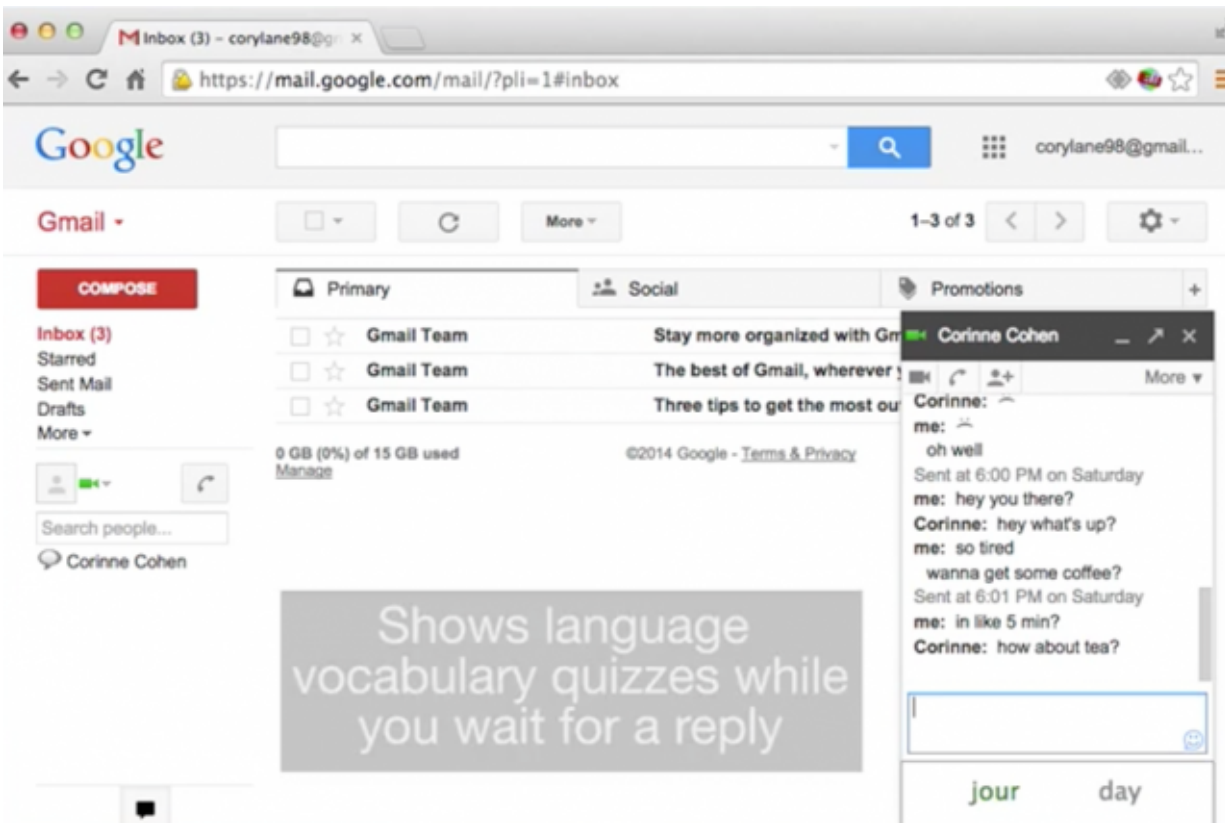 Inbox (3) – corylane98@gm
https://mail.google.com/mail/?pli=1#inbox
Google
corylane98@gmail...
Gmail
More
1–3 of 3
COMPOSE
Primary
Social
Promotions
+
Inbox (3)
Starred
Sent Mail
Drafts
More
Gmail Team Stay more organized with Gm
Gmail Team The best of Gmail, wherever y
Gmail Team Three tips to get the most ou
0 GB (0%) of 15 GB used
Manage
©2014 Google - Terms & Privacy
Search people...
Corinne Cohen
Shows language
vocabulary quizzes while
you wait for a reply
Corinne Cohen
More
Corinne:
me:
oh well
Sent at 6:00 PM on Saturday
me: hey you there?
Corinne: hey what's up?
me: so tired
wanna get some coffee?
Sent at 6:01 PM on Saturday
me: in like 5 min?
Corinne: how about tea?
jour day